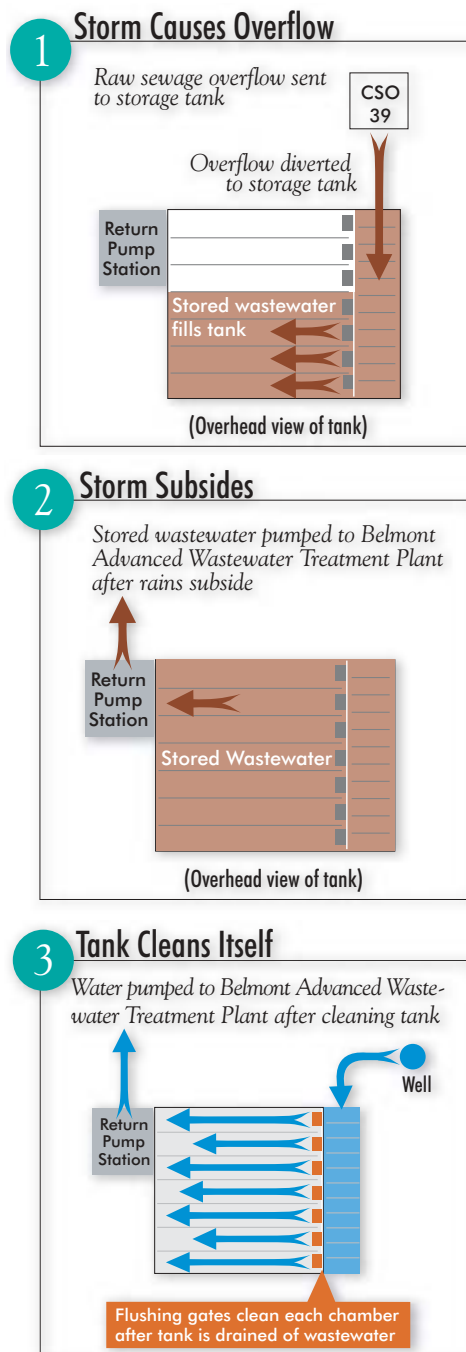 1
Storm Causes Overflow
Raw sewage overflow sent
to storage tank
CSO
39
Overflow diverted
to storage tank
Return
Pump
Station
Stored wastewater
fills tank
(Overhead view of tank)
2
Storm Subsides
Stored wastewater pumped to Belmont
Advanced Wastewater Treatment Plant
after rains subside
Return
Pump
Station
Stored Wastewater
(Overhead view of tank)
3
Tank Cleans Itself
Water pumped to Belmont Advanced Waste-
water Treatment Plant after cleaning tank
Well
Return
Pump
Station
Flushing gates clean each chamber
after tank is drained of wastewater